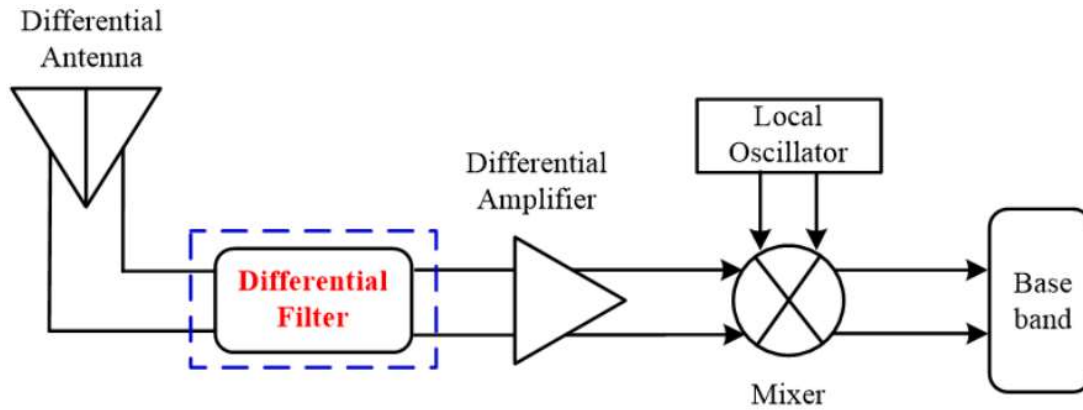 Differential
Antenna
Differential
Filter
Differential
Amplifier
Local
Oscillator
Mixer
Base
band